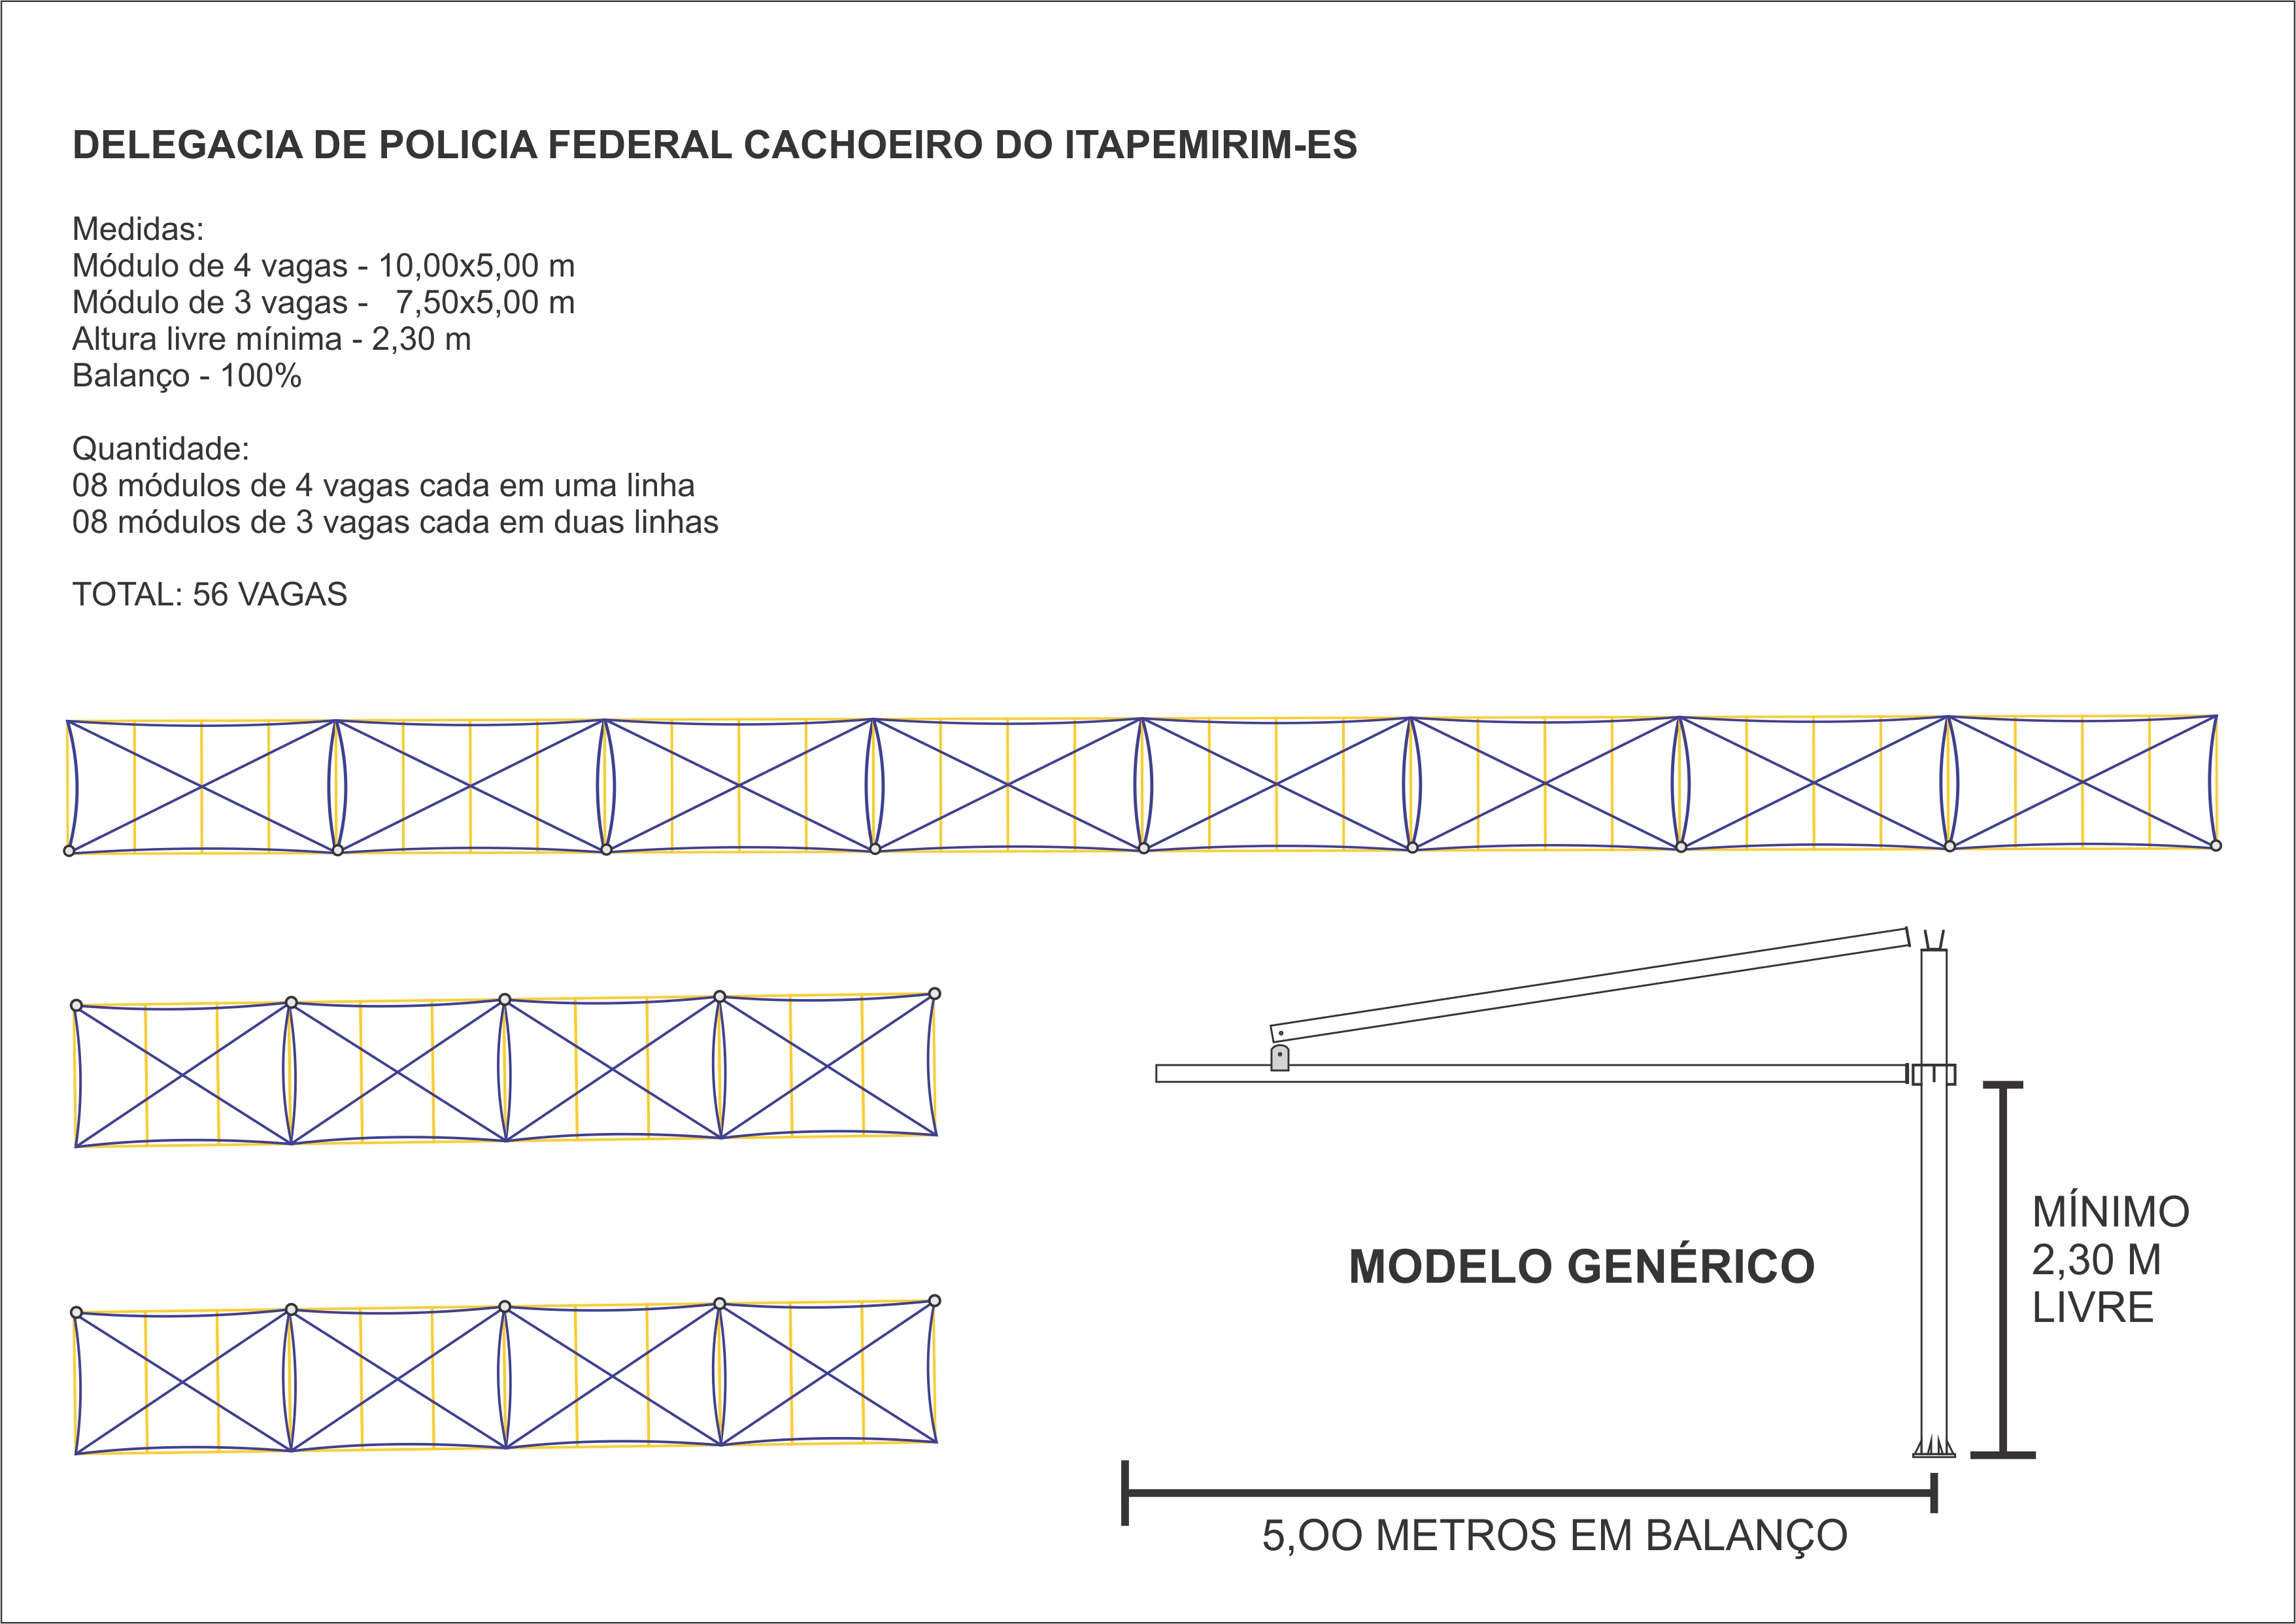 DELEGACIA DE POLICIA FEDERAL CACHOEIRO DO ITAPEMIRIM-ES
Medidas:
Módulo de 4 vagas - 10,00x5,00 m
Módulo de 3 vagas -   7,50x5,00 m
Altura livre mínima - 2,30 m
Balanço - 100%
Quantidade:
08 módulos de 4 vagas cada em uma linha
08 módulos de 3 vagas cada em duas linhas
TOTAL: 56 VAGAS
MODELO GENÉRICO
MÍNIMO
2,30 M
LIVRE
5,OO METROS EM BALANÇO